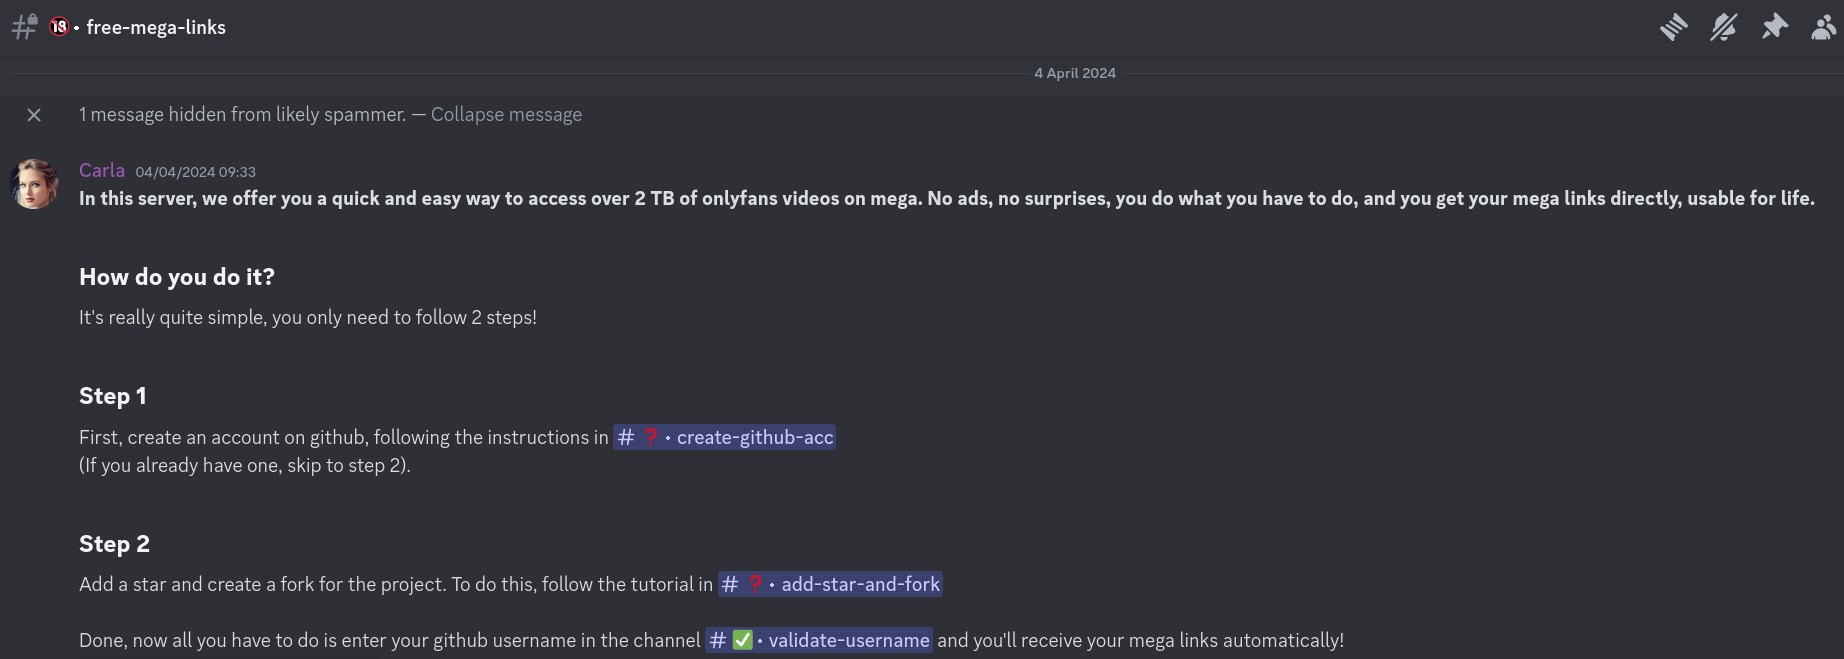 # 🔞 • free-mega-links
4 April 2024
1 message hidden from likely spammer. — Collapse message
Carla 04/04/2024 09:33
In this server, we offer you a quick and easy way to access over 2 TB of onlyfans videos on mega. No ads, no surprises, you do what you have to do, and you get your mega links directly, usable for life.
How do you do it?
It's really quite simple, you only need to follow 2 steps!
Step 1
First, create an account on github, following the instructions in # ❓ • create-github-acc
(If you already have one, skip to step 2).
Step 2
Add a star and create a fork for the project. To do this, follow the tutorial in # ❓ • add-star-and-fork
Done, now all you have to do is enter your github username in the channel # ✅ • validate-username and you'll receive your mega links automatically!